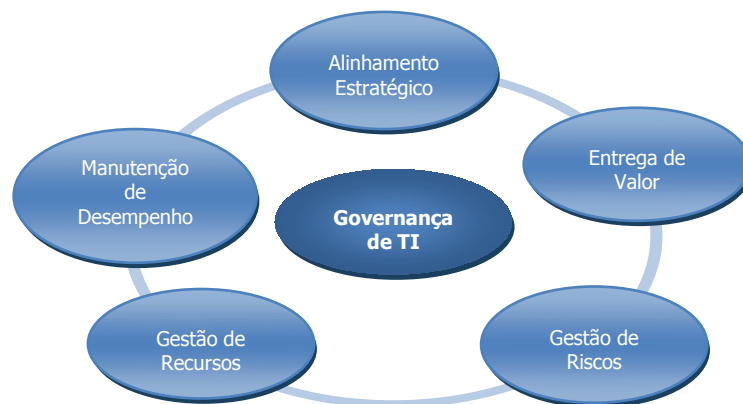 Alinhamento
Estratégico
Entrega de
Valor
Manutenção
de
Desempenho
Governança
de TI
Gestão de
Riscos
Gestão de
Recursos